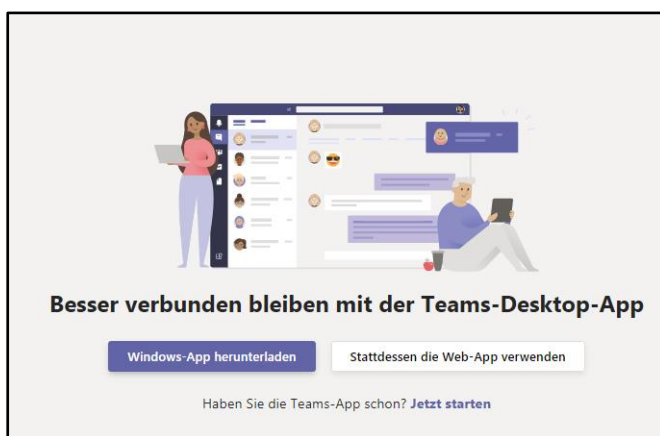 Besser verbunden bleiben mit der Teams-Desktop-App
Windows-App herunterladen
Stattdessen die Web-App verwenden
Haben Sie die Teams-App schon? Jetzt starten